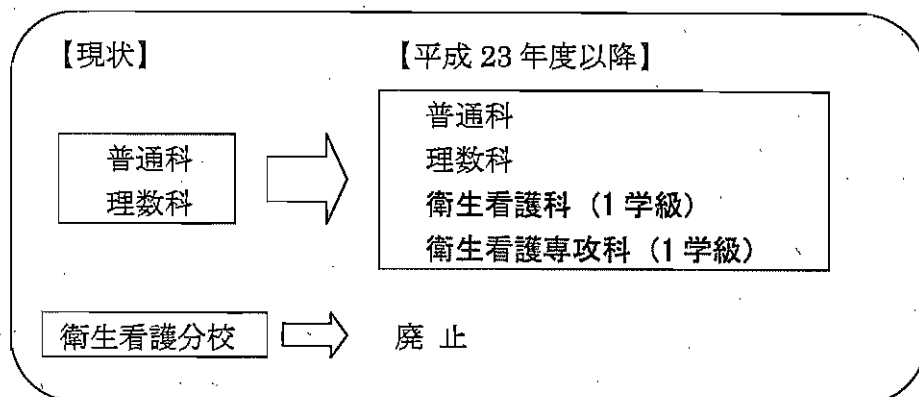 【現状】
【平成 23 年度以降】
普通科
理数科
普通科
理数科
衛生看護科（1 学級）
衛生看護専攻科（1 学級）
衛生看護分校
廃 止